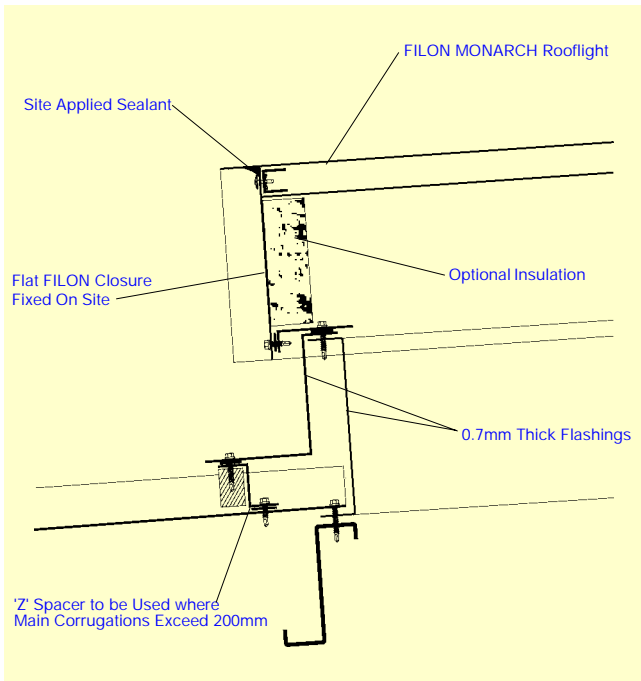 FILON MONARCH Rooflight
Site Applied Sealant
Flat FILON Closure
Fixed On Site
Optional Insulation
0.7mm Thick Flashings
'Z' Spacer to be Used where
Main Corrugations Exceed 200mm